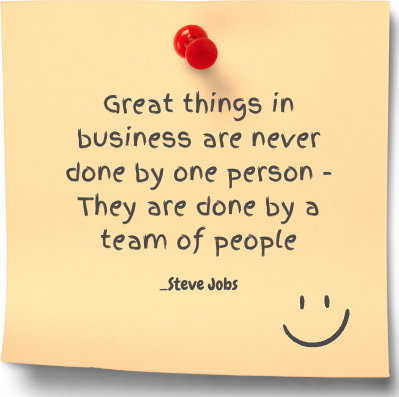 Great things in
business are never
done by one person -
They are done by a
team of people
_Steve Jobs